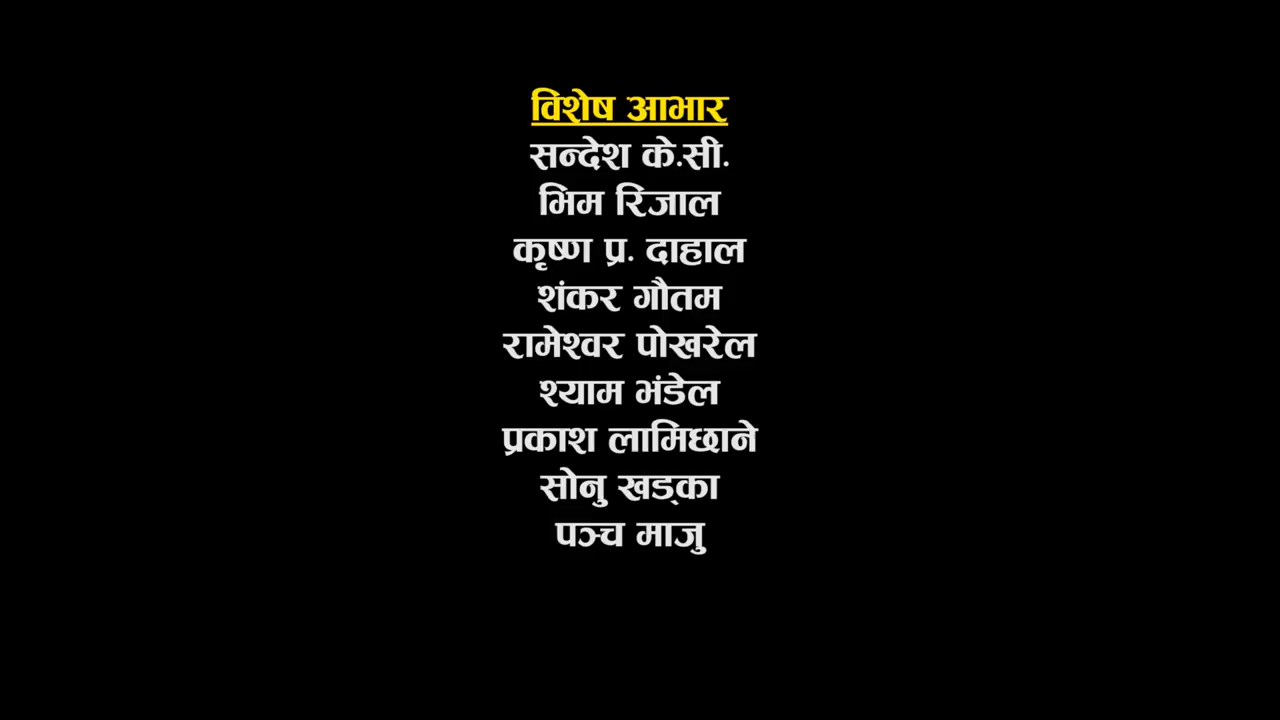 विशेष आभार
सन्देश के.सी.
भिम रिजाल
कृष्ण प्र. दाहाल
शंकर गौतम
रामेश्वर पोखरेल
श्याम भंडेल
प्रकाश लामिछाने
सोनु खड्का
पञ्च माजु